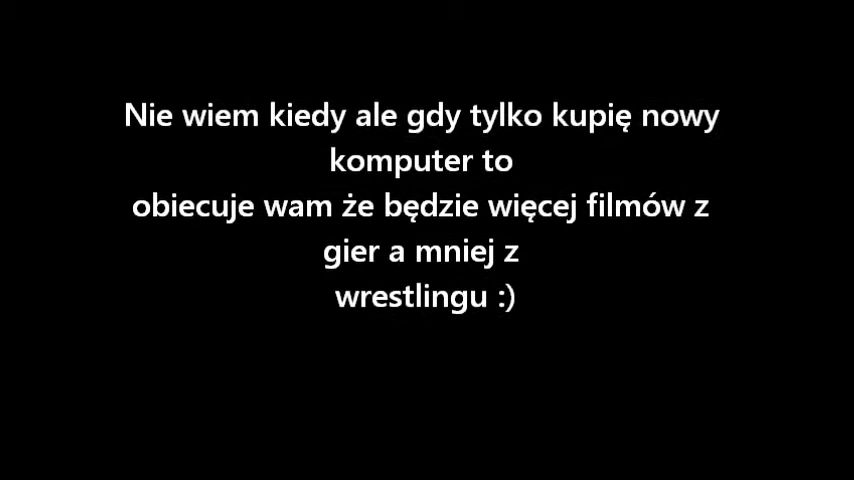 Nie wiem kiedy ale gdy tylko kupię nowy
komputer to
obiecuje wam że będzie więcej filmów z
gier a mniej z
wrestlingu :)